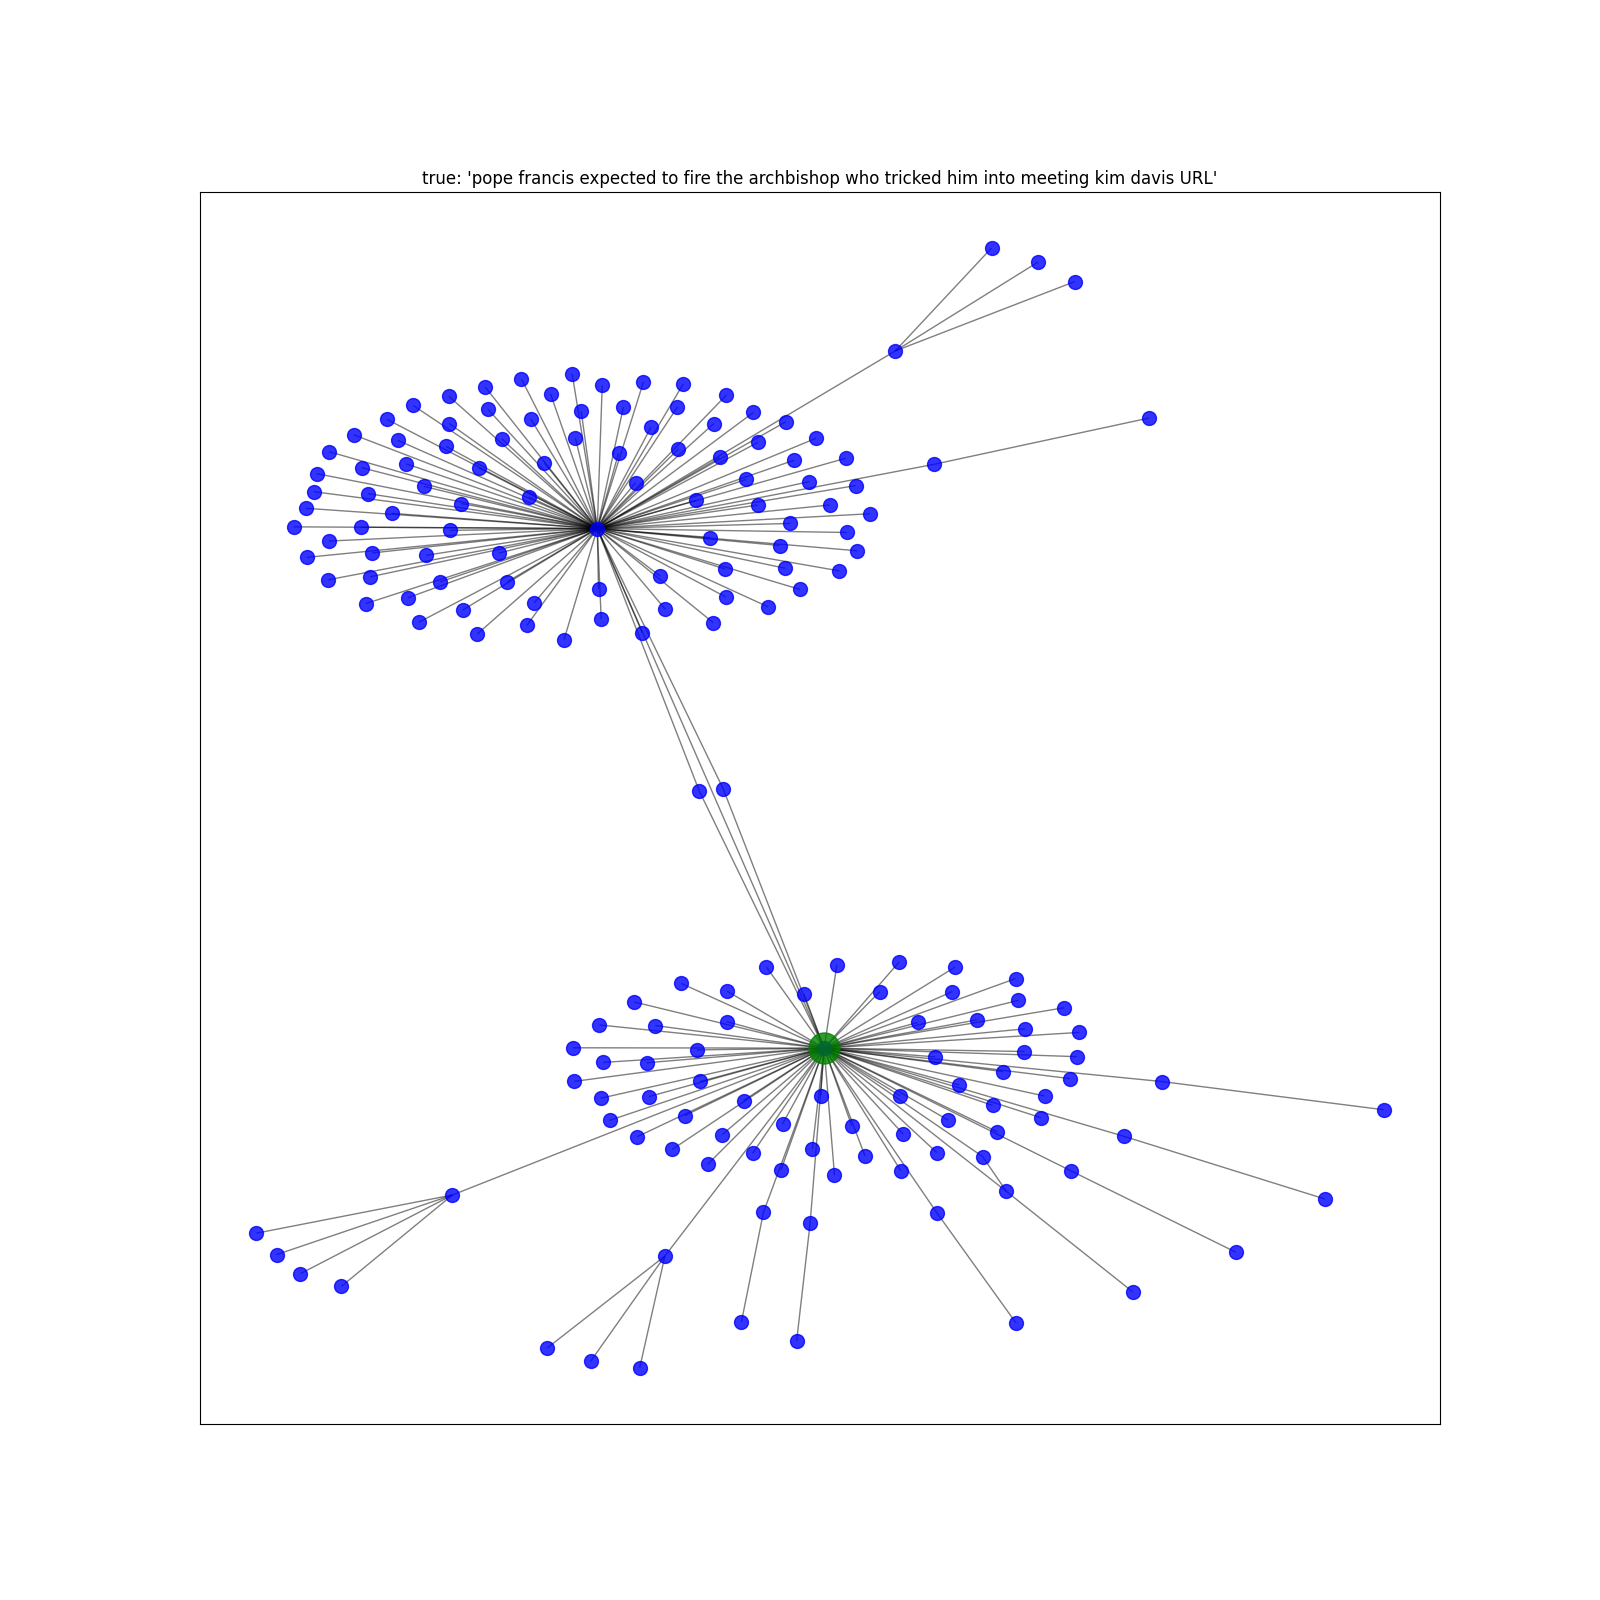 true: 'pope francis expected to fire the archbishop who tricked him into meeting kim davis URL'